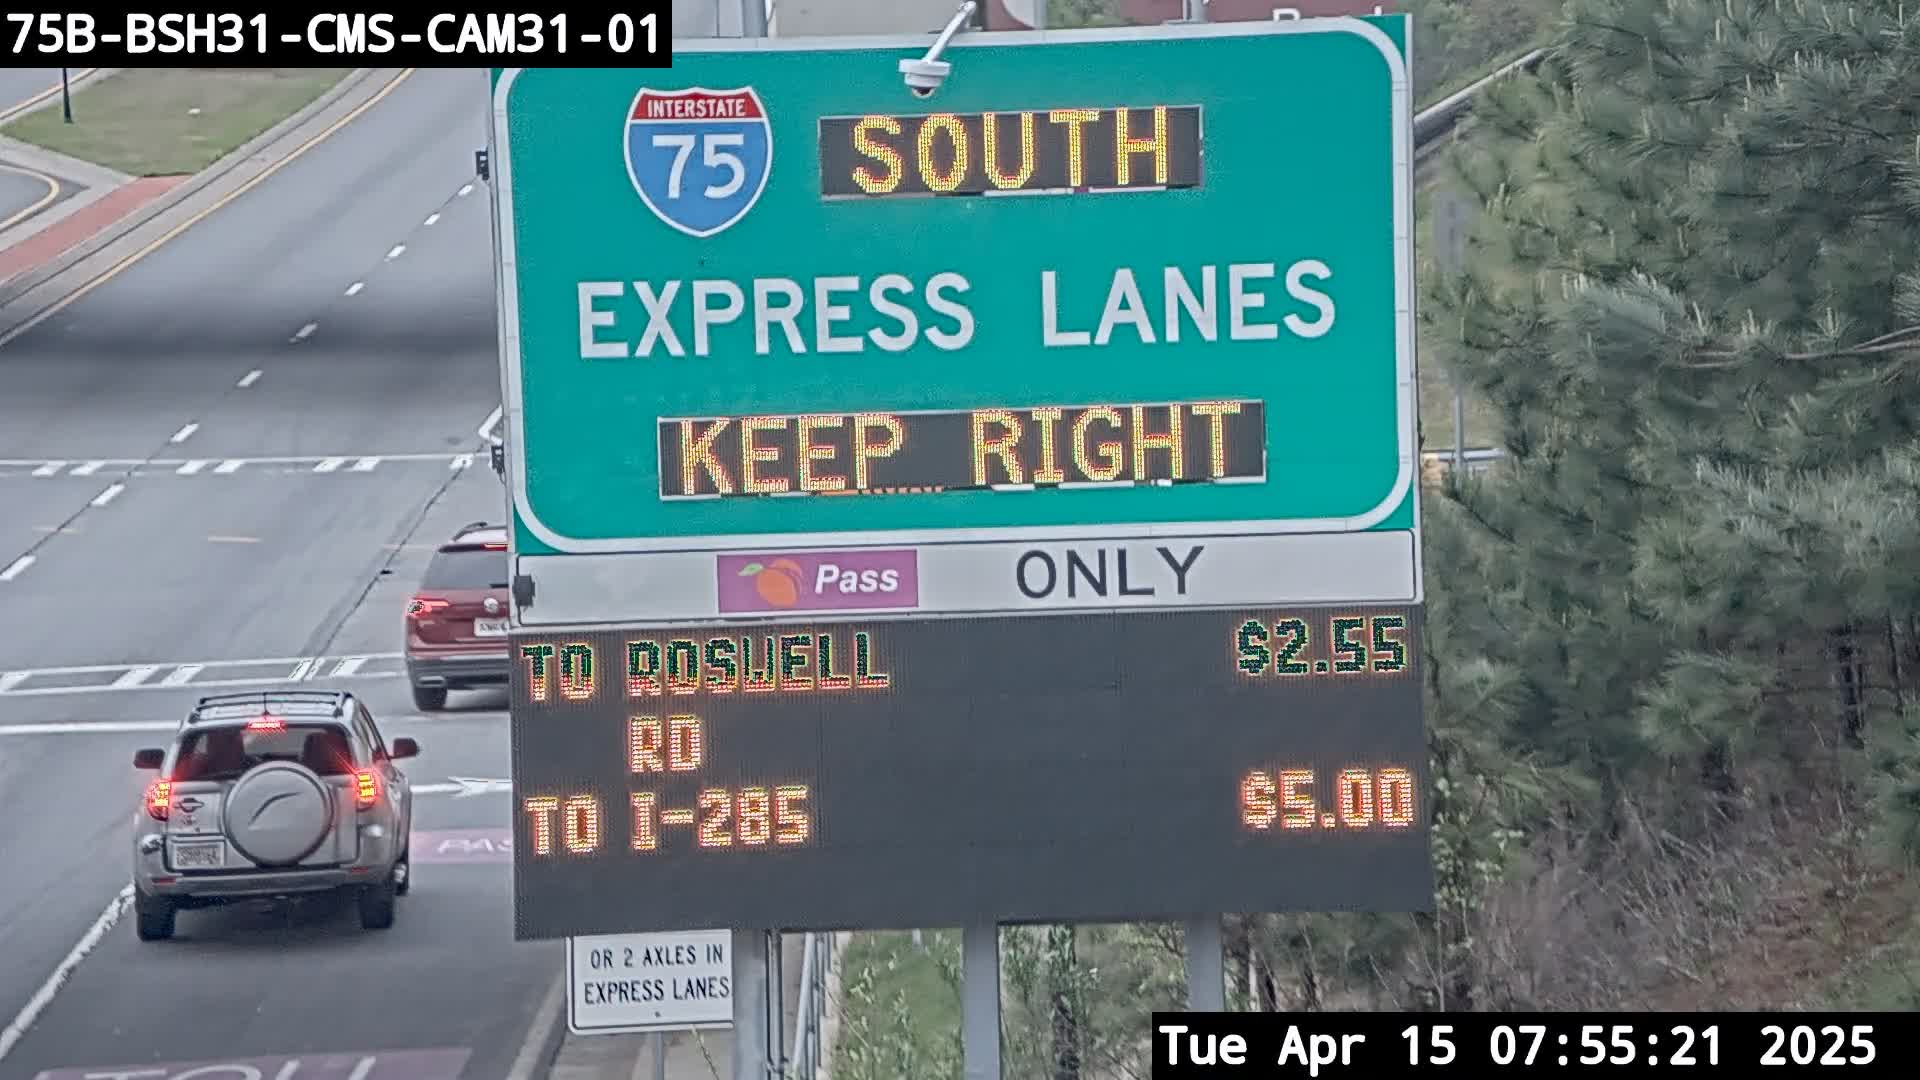 75B-BSH31-CMS-CAM31-01
INTERSTATE
75
SOUTH
EXPRESS LANES
KEEP RIGHT
Pass ONLY
TO ROSWELL $2.55
RD
TO I-285 $5.00
OR 2 AXLES IN
EXPRESS LANES
TOLL
Tue Apr 15 07:55:21 2025